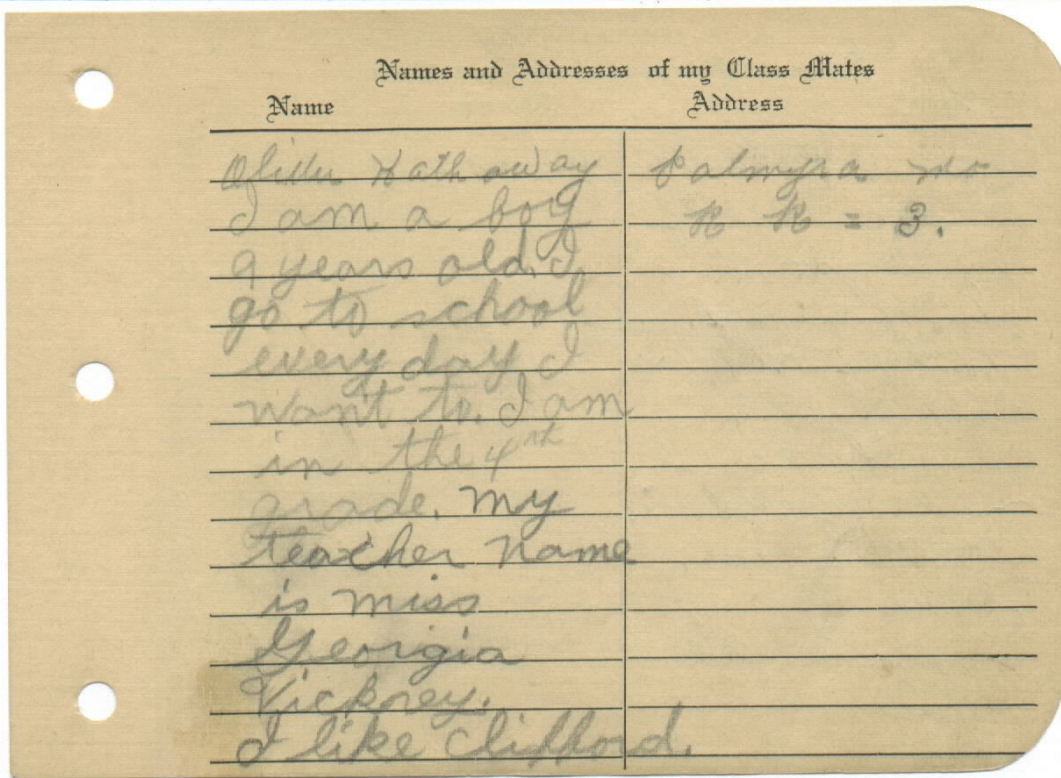 Names and Addresses of my Class Mates
Name Address
Hathaway Palmyra Mo
I am a boy R R = 3.
9 years old. I
go to school
every day I
want to. I am
in the 4th
grade. my
teacher name
is miss
Georgia
Vickrey.
I like Clifford.